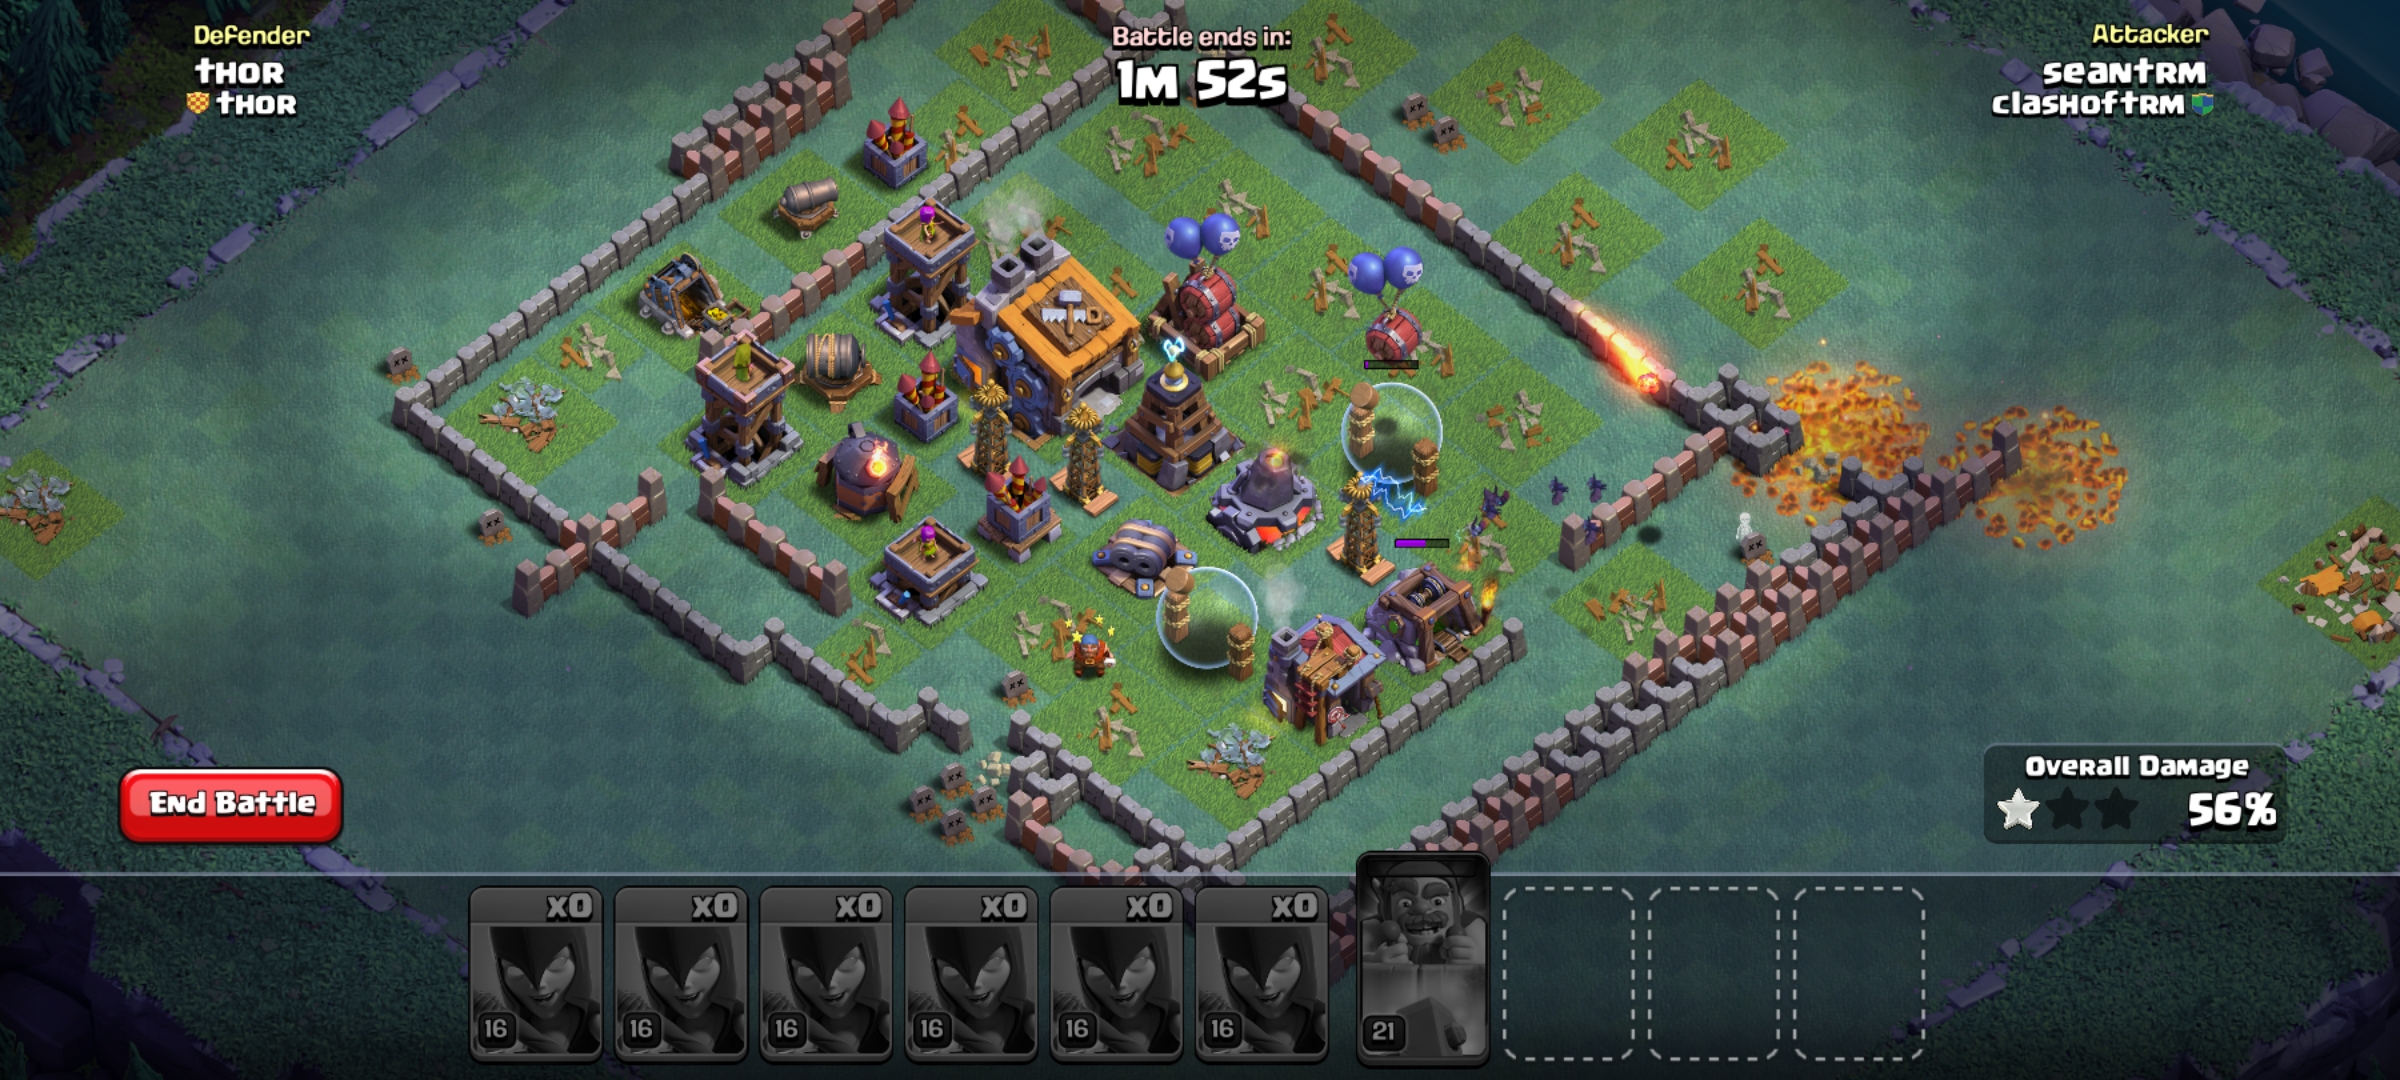 Defender
tHOR
tHOR
Battle ends in:
1M 52s
Attacker
seantRM
clashoftRM
End Battle
Overall Damage
56%
x0 x0 x0 x0 x0 x0
16 16 16 16 16 16 21